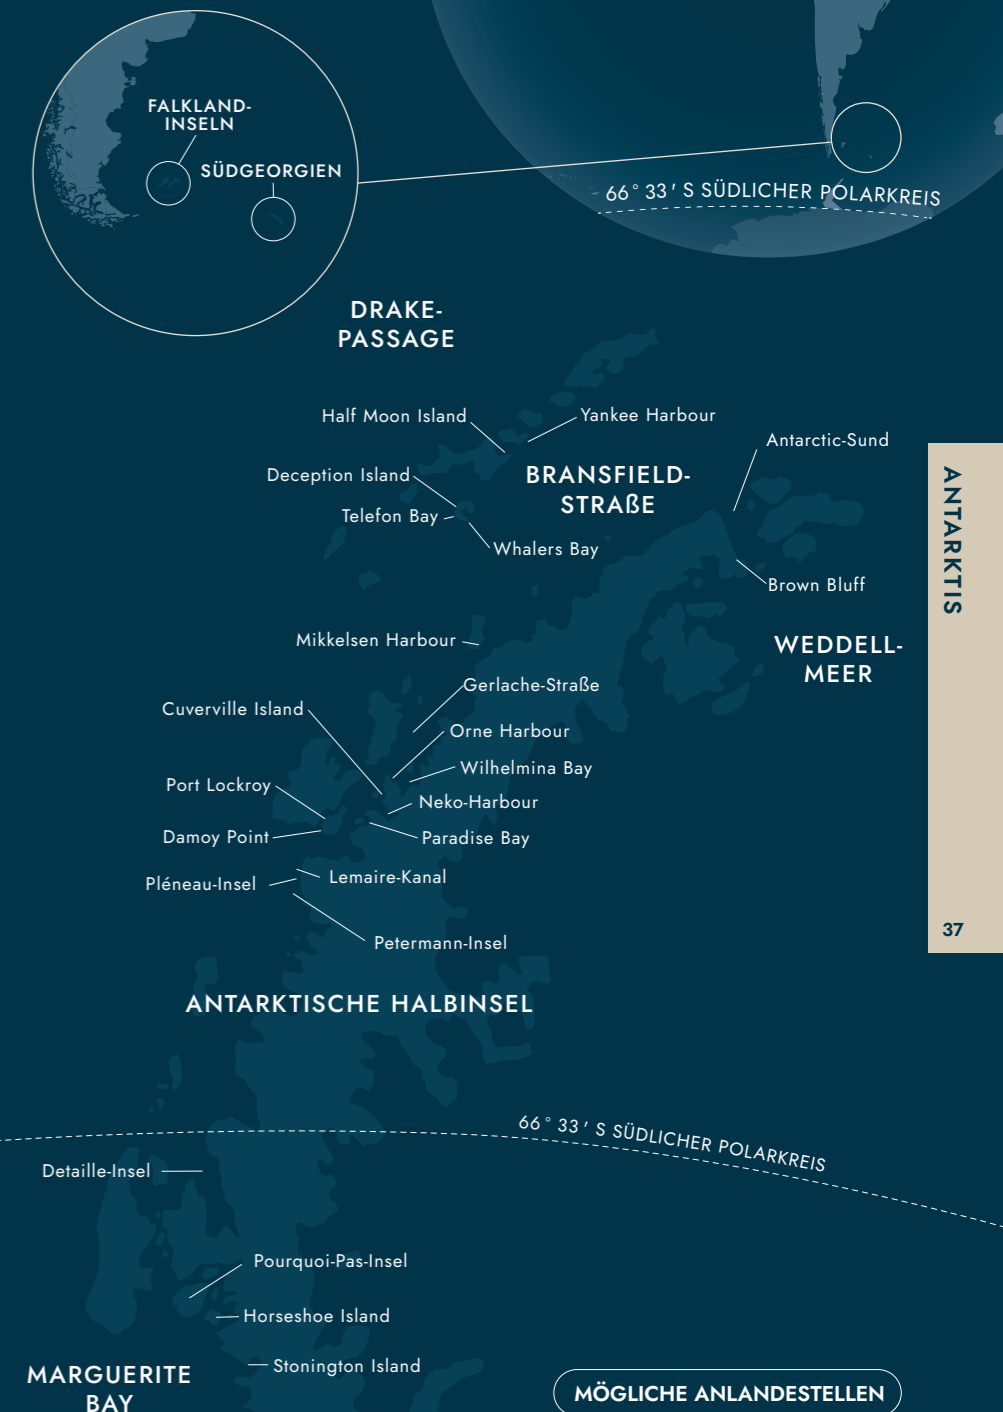 FALKLAND-
INSELN
SÜDGEORGIEN
66° 33' S SÜDLICHER POLARKREIS
DRAKE-
PASSAGE
Half Moon Island
Yankee Harbour
Antarctic-Sund
Deception Island
BRANSFIELD-
STRAßE
Telefon Bay
Whalers Bay
Brown Bluff
ANTARKTIS
Mikkelsen Harbour
WEDDELL-
MEER
Gerlache-Straße
Cuverville Island
Orne Harbour
Wilhelmina Bay
Port Lockroy
Neko-Harbour
Damoy Point
Paradise Bay
Pléneau-Insel
Lemaire-Kanal
37
Petermann-Insel
ANTARKTISCHE HALBINSEL
66° 33' S SÜDLICHER POLARKREIS
Detaille-Insel
Pourquoi-Pas-Insel
Horseshoe Island
Stonington Island
MARGUERITE
BAY
MÖGLICHE ANLANDESTELLEN